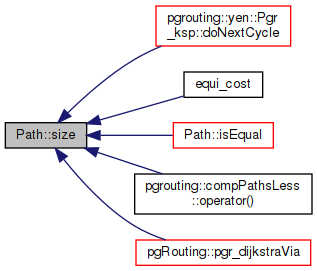 pgrouting::yen::Pgr
_ksp::doNextCycle
equi_cost
Path::size
Path::isEqual
pgrouting::compPathsLess
::operator()
pgRouting::pgr_dijkstraVia